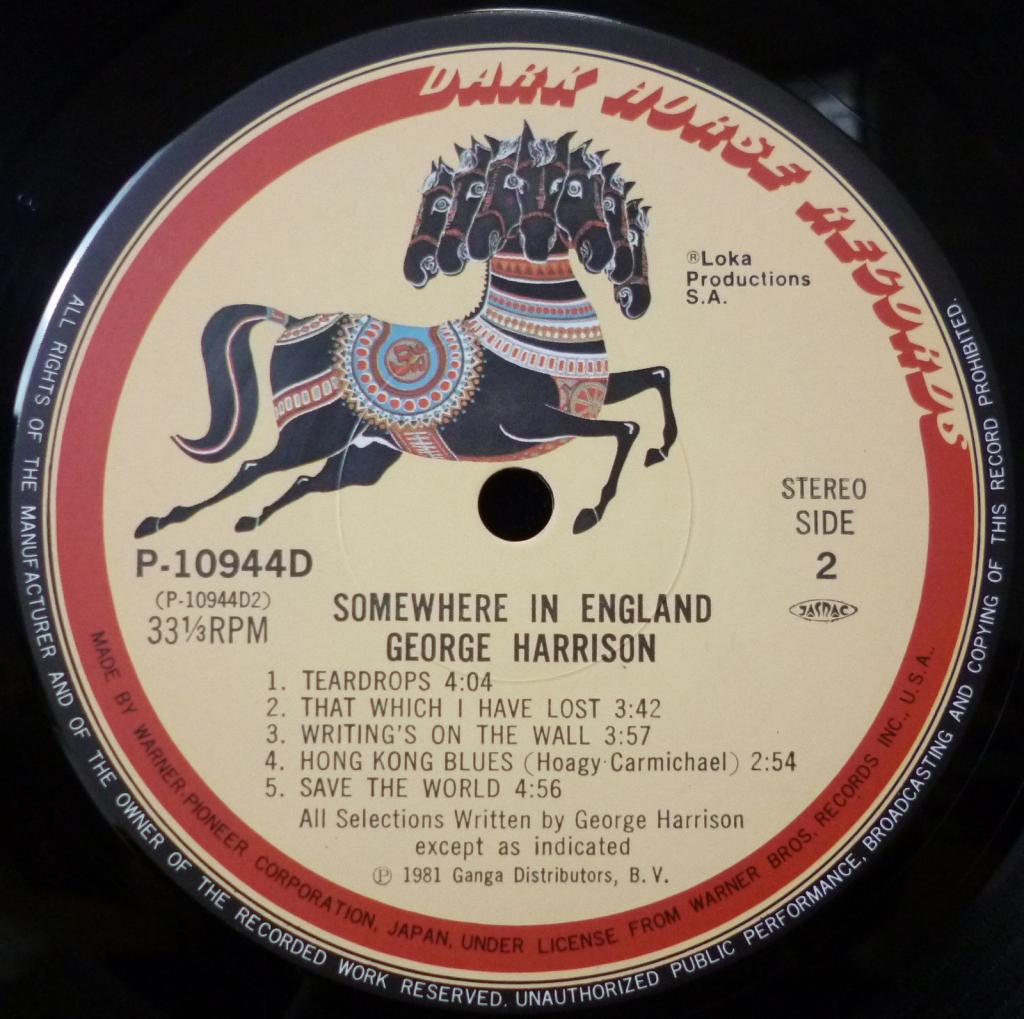 DARK HORSE RECORDS
®Loka
Productions
S.A.
STEREO
SIDE
2
JASRAC
P-10944D
(P-10944D2)
33⅓RPM
SOMEWHERE IN ENGLAND
GEORGE HARRISON
1. TEARDROPS 4:04
2. THAT WHICH I HAVE LOST 3:42
3. WRITING'S ON THE WALL 3:57
4. HONG KONG BLUES (Hoagy Carmichael) 2:54
5. SAVE THE WORLD 4:56
All Selections Written by George Harrison
except as indicated
℗ 1981 Ganga Distributors, B. V.
MADE BY WARNER-PIONEER CORPORATION, JAPAN, UNDER LICENSE FROM WARNER BROS. RECORDS INC., U.S.A..
ALL RIGHTS OF THE MANUFACTURER AND OF THE OWNER OF THE RECORDED WORK RESERVED. UNAUTHORIZED PUBLIC PERFORMANCE, BROADCASTING AND COPYING OF THIS RECORD PROHIBITED.